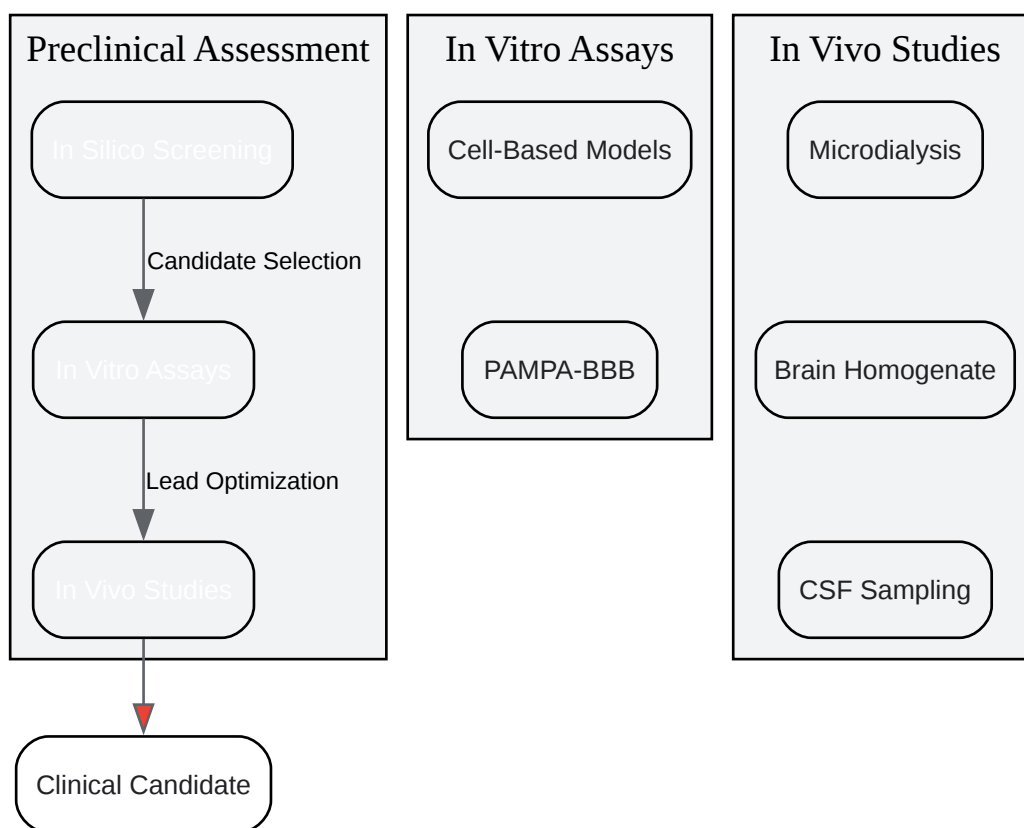 Preclinical Assessment
In Silico Screening
Candidate Selection
In Vitro Assays
Lead Optimization
In Vivo Studies
Clinical Candidate
In Vitro Assays
Cell-Based Models
PAMPA-BBB
In Vivo Studies
Microdialysis
Brain Homogenate
CSF Sampling